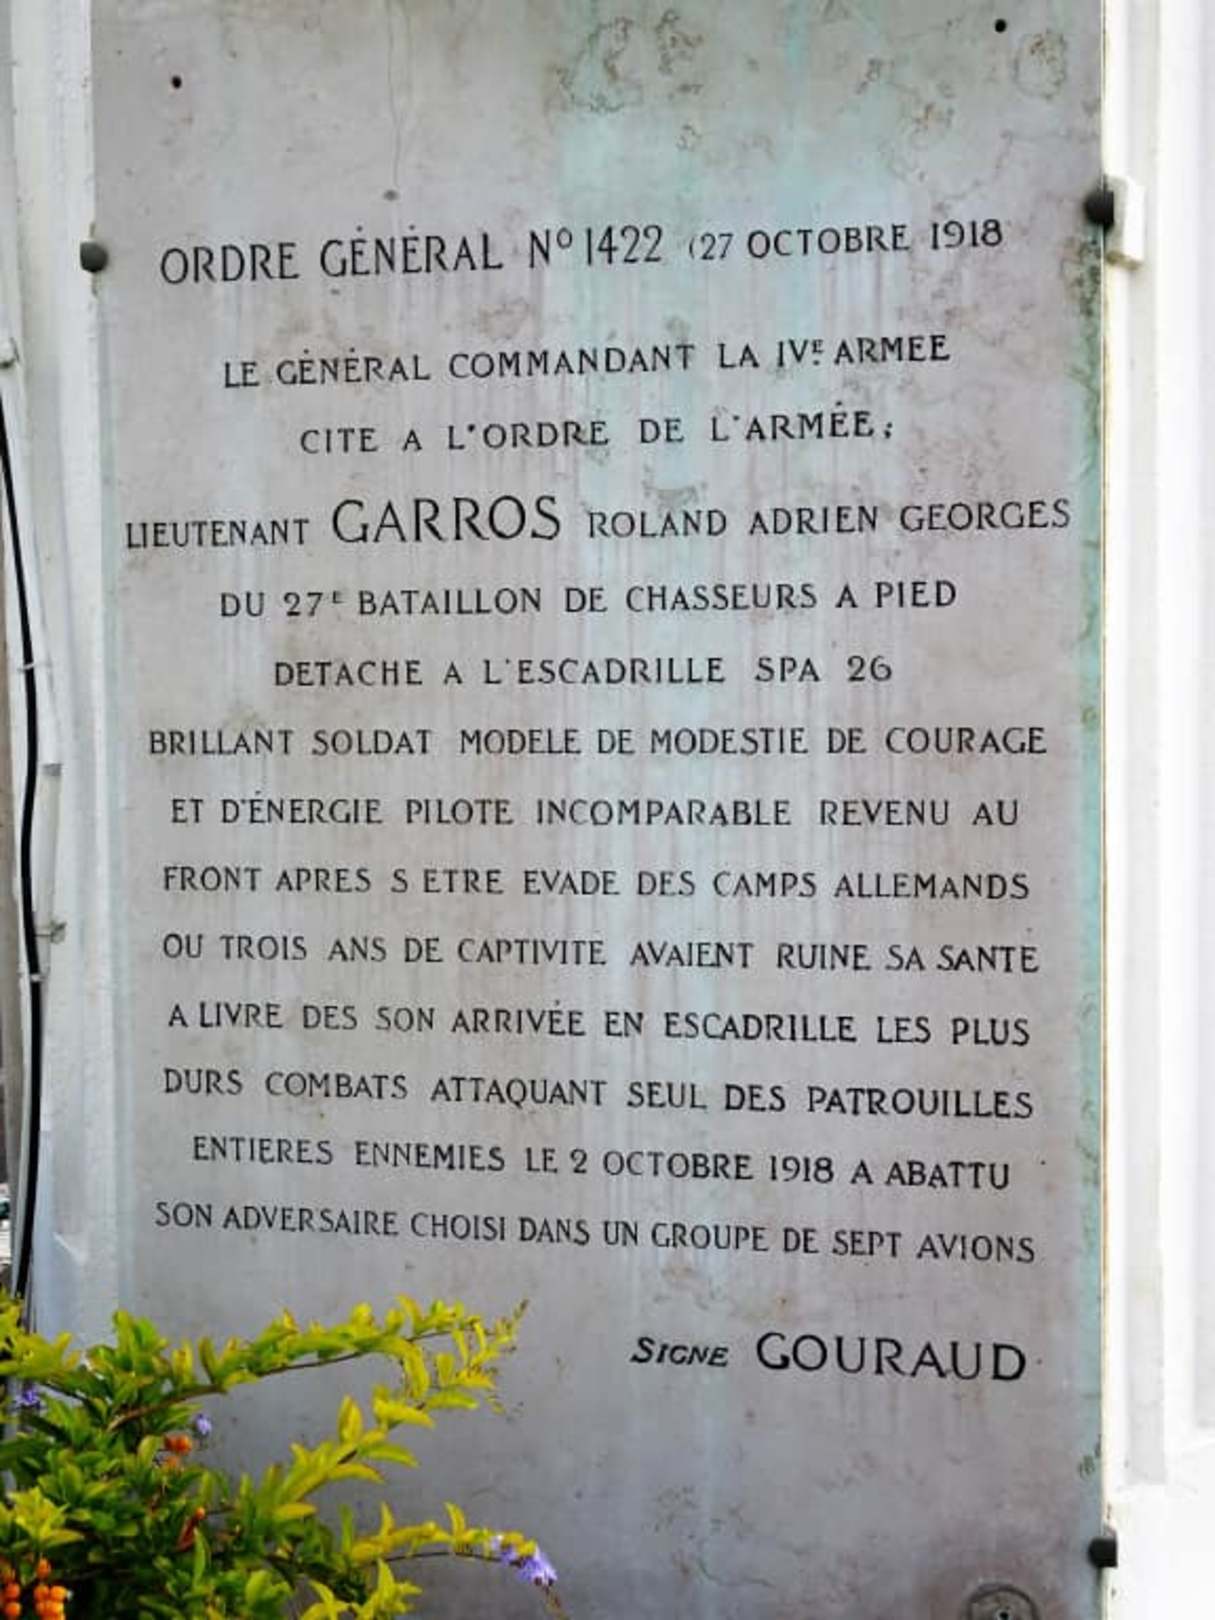 ORDRE GÉNÉRAL Nº 1422 (27 OCTOBRE 1918
LE GÉNÉRAL COMMANDANT LA IVE ARMEE
CITE A L'ORDRE DE L'ARMÉE:
LIEUTENANT GARROS ROLAND ADRIEN GEORGES
DU 27E BATAILLON DE CHASSEURS A PIED
DETACHE A L'ESCADRILLE SPA 26
BRILLANT SOLDAT MODELE DE MODESTIE DE COURAGE
ET D'ÉNERGIE PILOTE INCOMPARABLE REVENU AU
FRONT APRES S ETRE EVADE DES CAMPS ALLEMANDS
OU TROIS ANS DE CAPTIVITE AVAIENT RUINE SA SANTE
A LIVRE DES SON ARRIVÉE EN ESCADRILLE LES PLUS
DURS COMBATS ATTAQUANT SEUL DES PATROUILLES
ENTIERES ENNEMIES LE 2 OCTOBRE 1918 A ABATTU
SON ADVERSAIRE CHOISI DANS UN GROUPE DE SEPT AVIONS
SIGNE GOURAUD